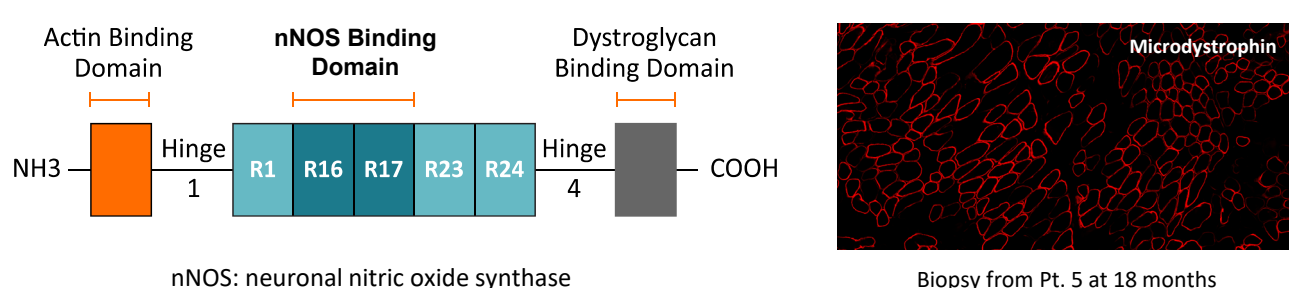 Actin Binding
Domain
nNOS Binding
Domain
Dystroglycan
Binding Domain
NH3
Hinge
1
R1
R16
R17
R23
R24
Hinge
4
COOH
nNOS: neuronal nitric oxide synthase
Microdystrophin
Biopsy from Pt. 5 at 18 months